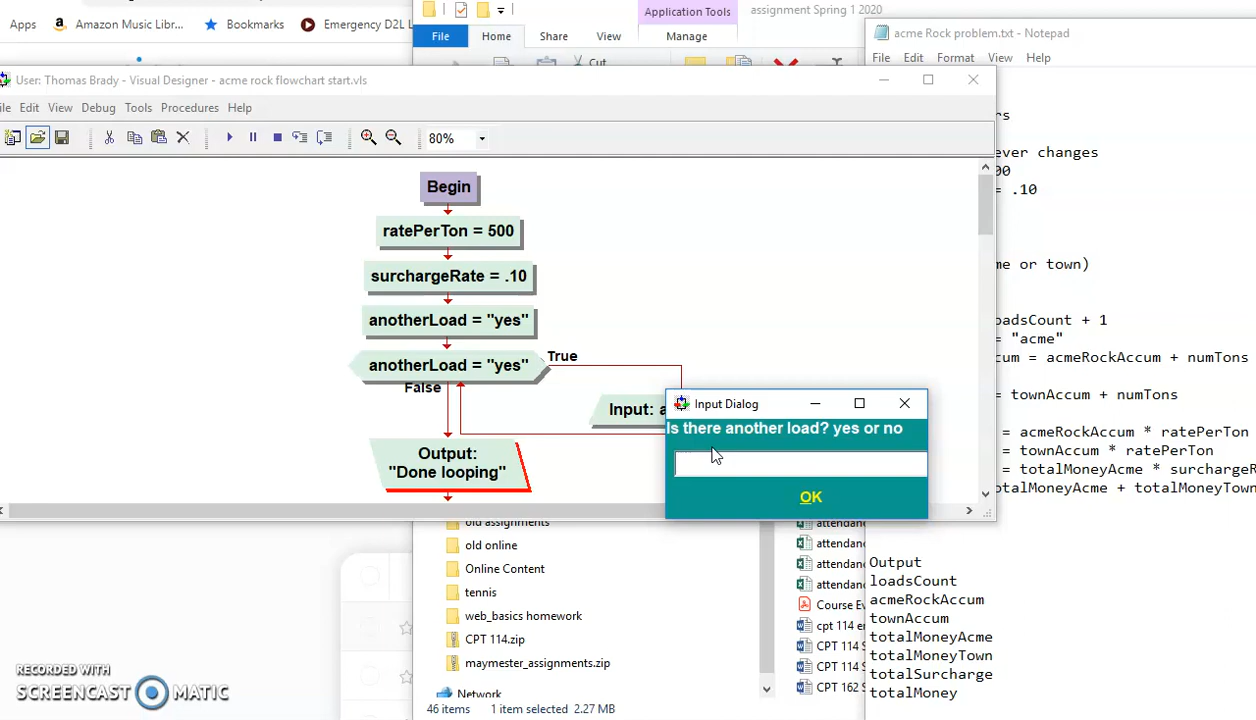 Apps
Amazon Music Libr...
Bookmarks
Emergency D2L L
Application Tools
assignment Spring 1 2020
File
Home
Share
View
Manage
Cut
acme Rock problem.txt - Notepad
File Edit Format View Help
User: Thomas Brady - Visual Designer - acme rock flowchart start.vls
ile Edit View Debug Tools Procedures Help
80%
Begin
ratePerTon = 500
surchargeRate = .10
anotherLoad = "yes"
anotherLoad = "yes"
True
False
Input: a
Output:
"Done looping"
Input Dialog
Is there another load? yes or no
OK
rs
ever changes
00
= .10
me or town)
oadsCount + 1
= "acme"
cum = acmeRockAccum + numTons
townAccum + numTons
= acmeRockAccum * ratePerTon
= townAccum * ratePerTon
= totalMoneyAcme * surchargeR
otalMoneyAcme + totalMoneyTown
Output
loadsCount
acmeRockAccum
townAccum
totalMoneyAcme
totalMoneyTown
totalSurcharge
totalMoney
old assignments
old online
Online Content
tennis
web_basics homework
CPT 114.zip
maymester_assignments.zip
Network
attendanc
attendanc
attendanc
attendanc
Course Ev
cpt 114 e
CPT 114 S
CPT 114 S
CPT 162 S
46 items 1 item selected 2.27 MB
RECORDED WITH
SCREENCAST MATIC